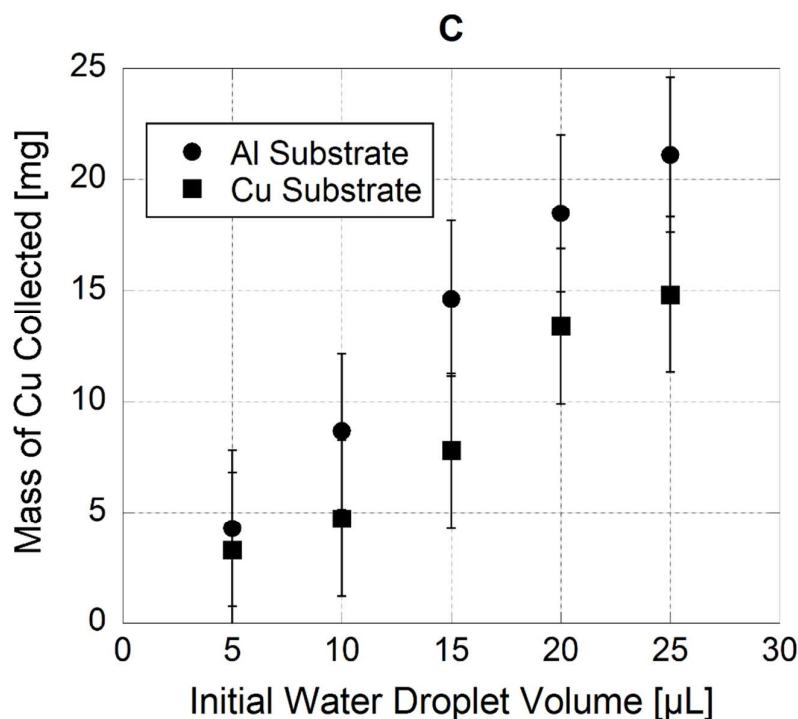 C
Mass of Cu Collected [mg]
25
20
15
10
5
0
Al Substrate
Cu Substrate
0 5 10 15 20 25 30
Initial Water Droplet Volume [µL]